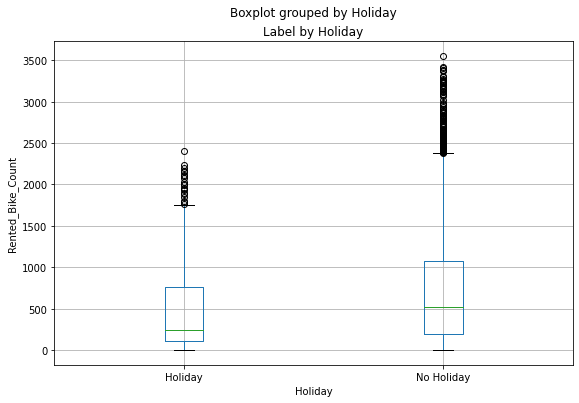 Boxplot grouped by Holiday
Label by Holiday
3500
3000
2500
2000
1500
1000
500
0
Rented_Bike_Count
Holiday
No Holiday
Holiday